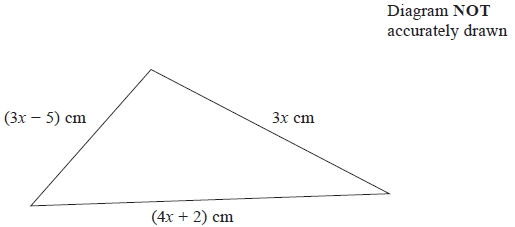 Diagram NOT
accurately drawn
(3x − 5) cm
3x cm
(4x + 2) cm